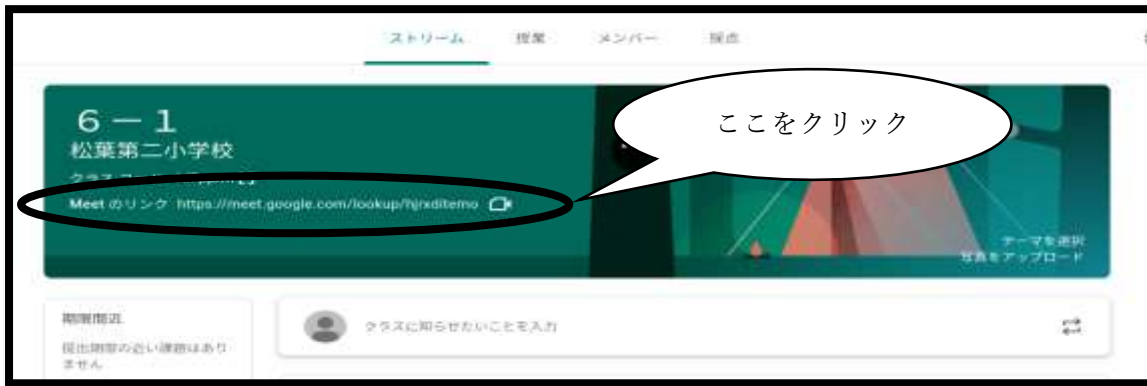 ストリーム 授業 メンバー 採点
ここをクリック
6-1
松葉第二小学校
クラス
Meet のリンク https://meet.google.com/lookup/hjrxditemo
テーマを選択
写真をアップロード
期限間近
提出期限の近い課題はあり
ません
クラスに知らせたいことを入力